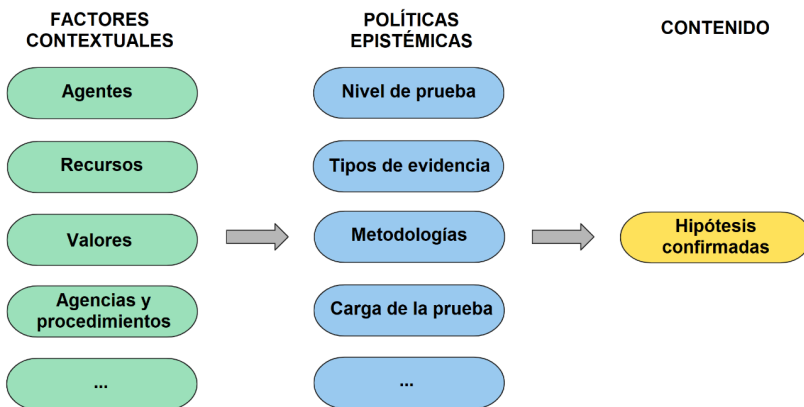 FACTORES
CONTEXTUALES
Agentes
Recursos
Valores
Agencias y
procedimientos
...
POLÍTICAS
EPISTÉMICAS
Nivel de prueba
Tipos de evidencia
Metodologías
Carga de la prueba
...
CONTENIDO
Hipótesis
confirmadas